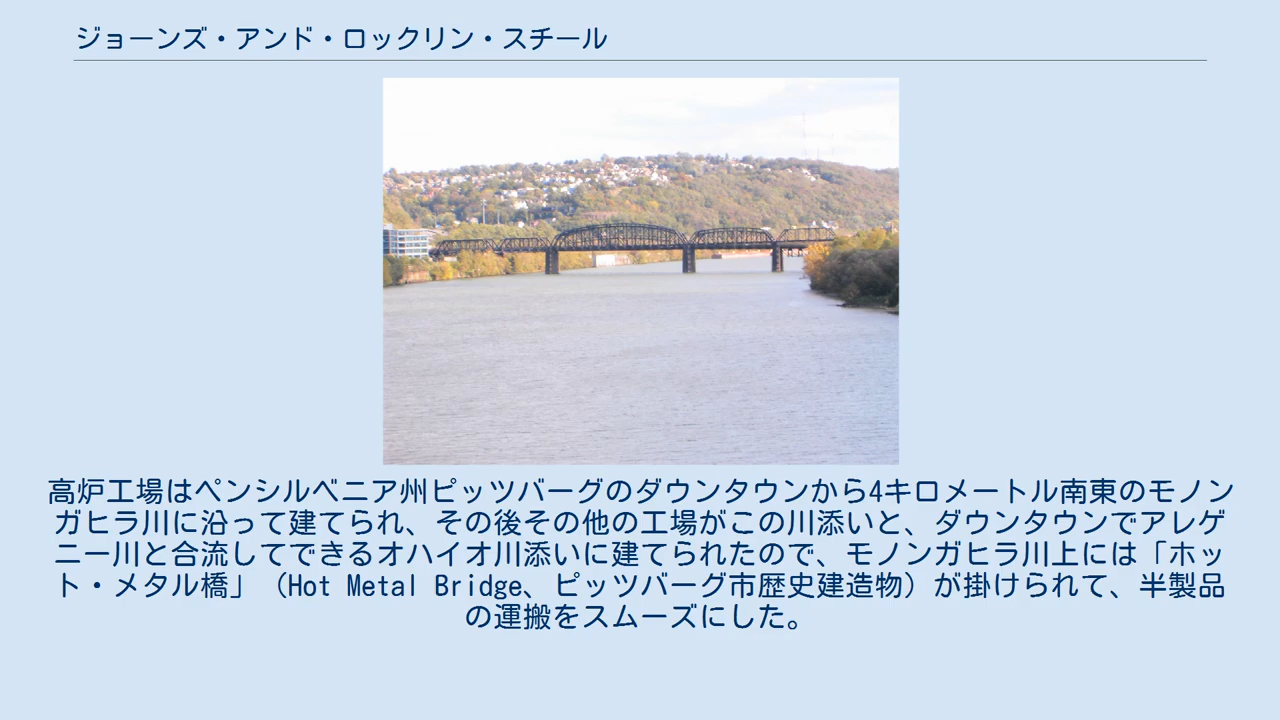 ジョーンズ・アンド・ロックリン・スチール
高炉工場はペンシルベニア州ピッツバーグのダウンタウンから4キロメートル南東のモノン
ガヒラ川に沿って建てられ、その後その他の工場がこの川添いと、ダウンタウンでアレゲ
ニー川と合流してできるオハイオ川添いに建てられたので、モノンガヒラ川上には「ホッ
ト・メタル橋」（Hot Metal Bridge、ピッツバーグ市歴史建造物）が掛けられて、半製品
の運搬をスムーズにした。